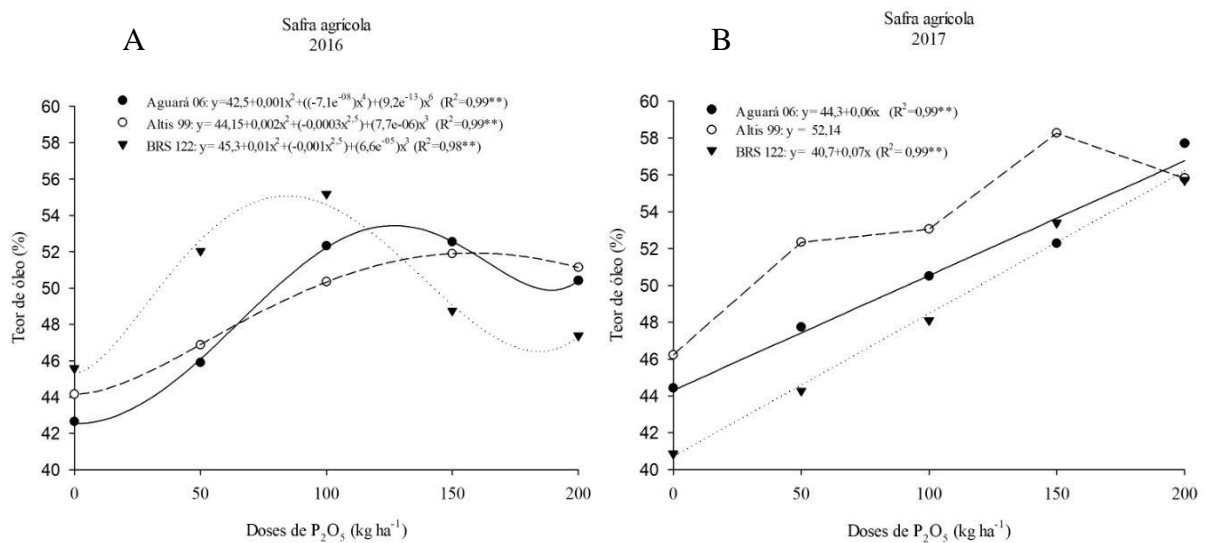 A
Safra agrícola
2016
Aguará 06: y=42,5+0,001x²+((-7,1e⁻⁰⁸)x⁴)+(9,2e⁻¹³)x⁶ (R²=0,99**)
Altis 99: y= 44,15+0,002x²+(-0,0003x²,⁵)+(7,7e-06)x³ (R²=0,99**)
BRS 122: y= 45,3+0,01x²+(-0,001x²,⁵)+(6,6e⁻⁰⁵)x³ (R²=0,98**)
Teor de óleo (%)
60
58
56
54
52
50
48
46
44
42
40
0 50 100 150 200
Doses de P₂O₅ (kg ha⁻¹)
B
Safra agrícola
2017
Aguará 06: y= 44,3+0,06x (R²=0,99**)
Altis 99: y = 52,14
BRS 122: y= 40,7+0,07x (R²= 0,99**)
Teor de óleo (%)
60
58
56
54
52
50
48
46
44
42
40
0 50 100 150 200
Doses de P₂O₅ (kg ha⁻¹)